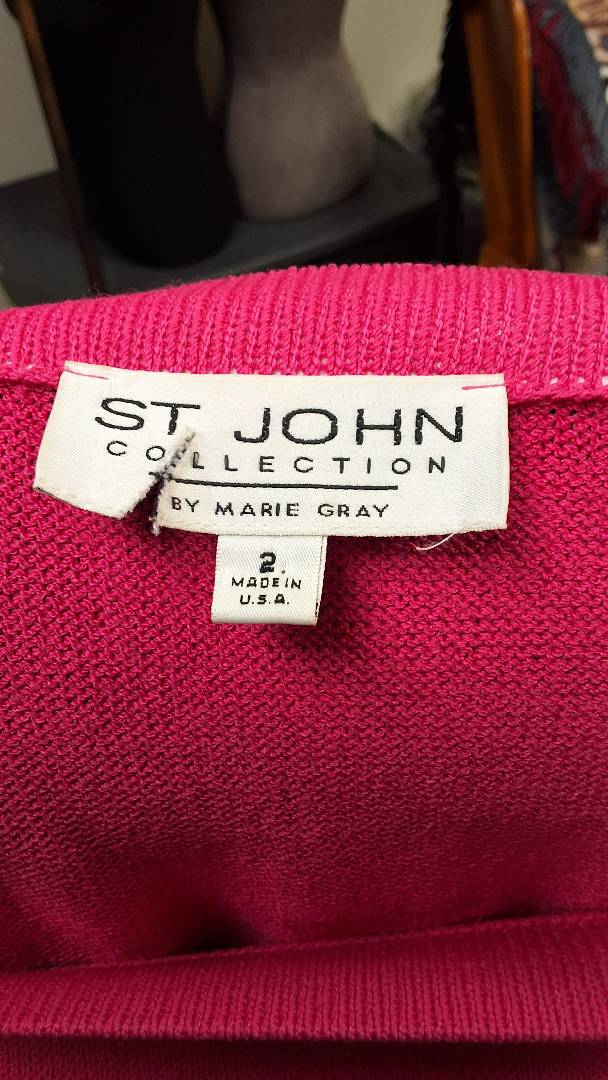 ST JOHN
COLLECTION
BY MARIE GRAY
2.
MADE IN
U.S.A.